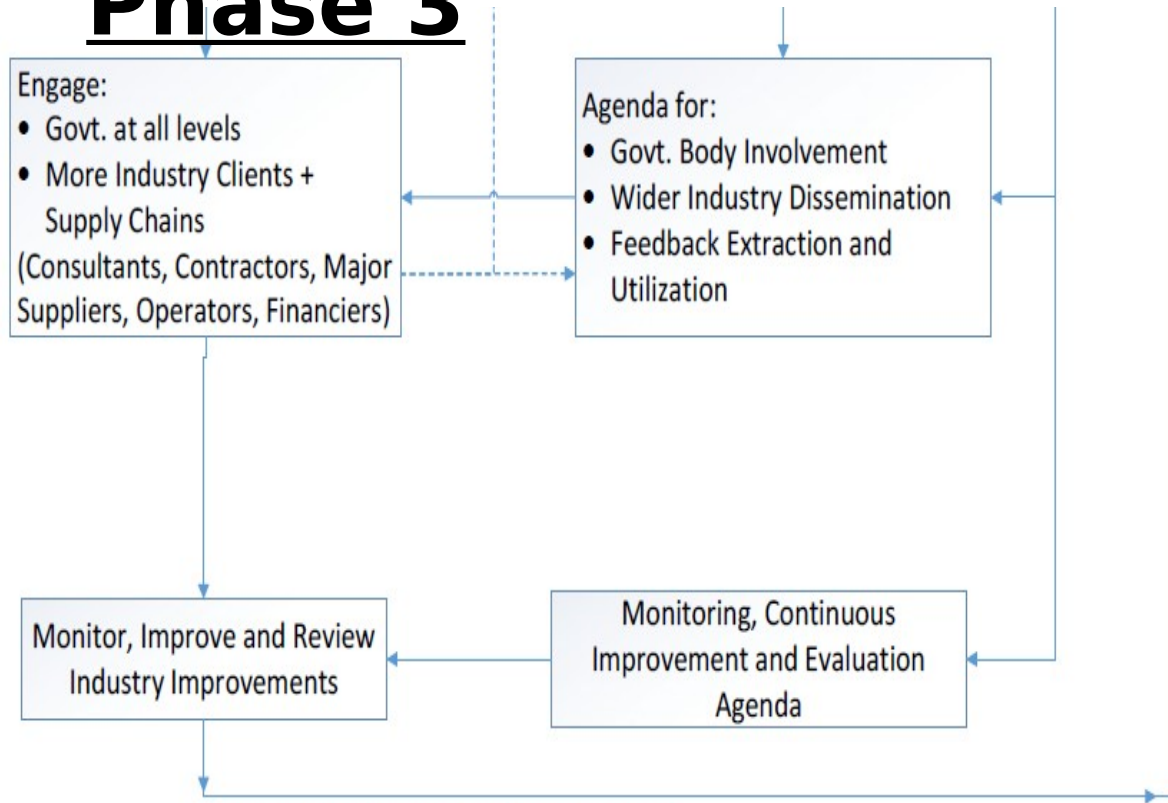 Phase 3
Engage:
• Govt. at all levels
• More Industry Clients +
Supply Chains
(Consultants, Contractors, Major
Suppliers, Operators, Financiers)
Agenda for:
• Govt. Body Involvement
• Wider Industry Dissemination
• Feedback Extraction and
Utilization
Monitor, Improve and Review
Industry Improvements
Monitoring, Continuous
Improvement and Evaluation
Agenda